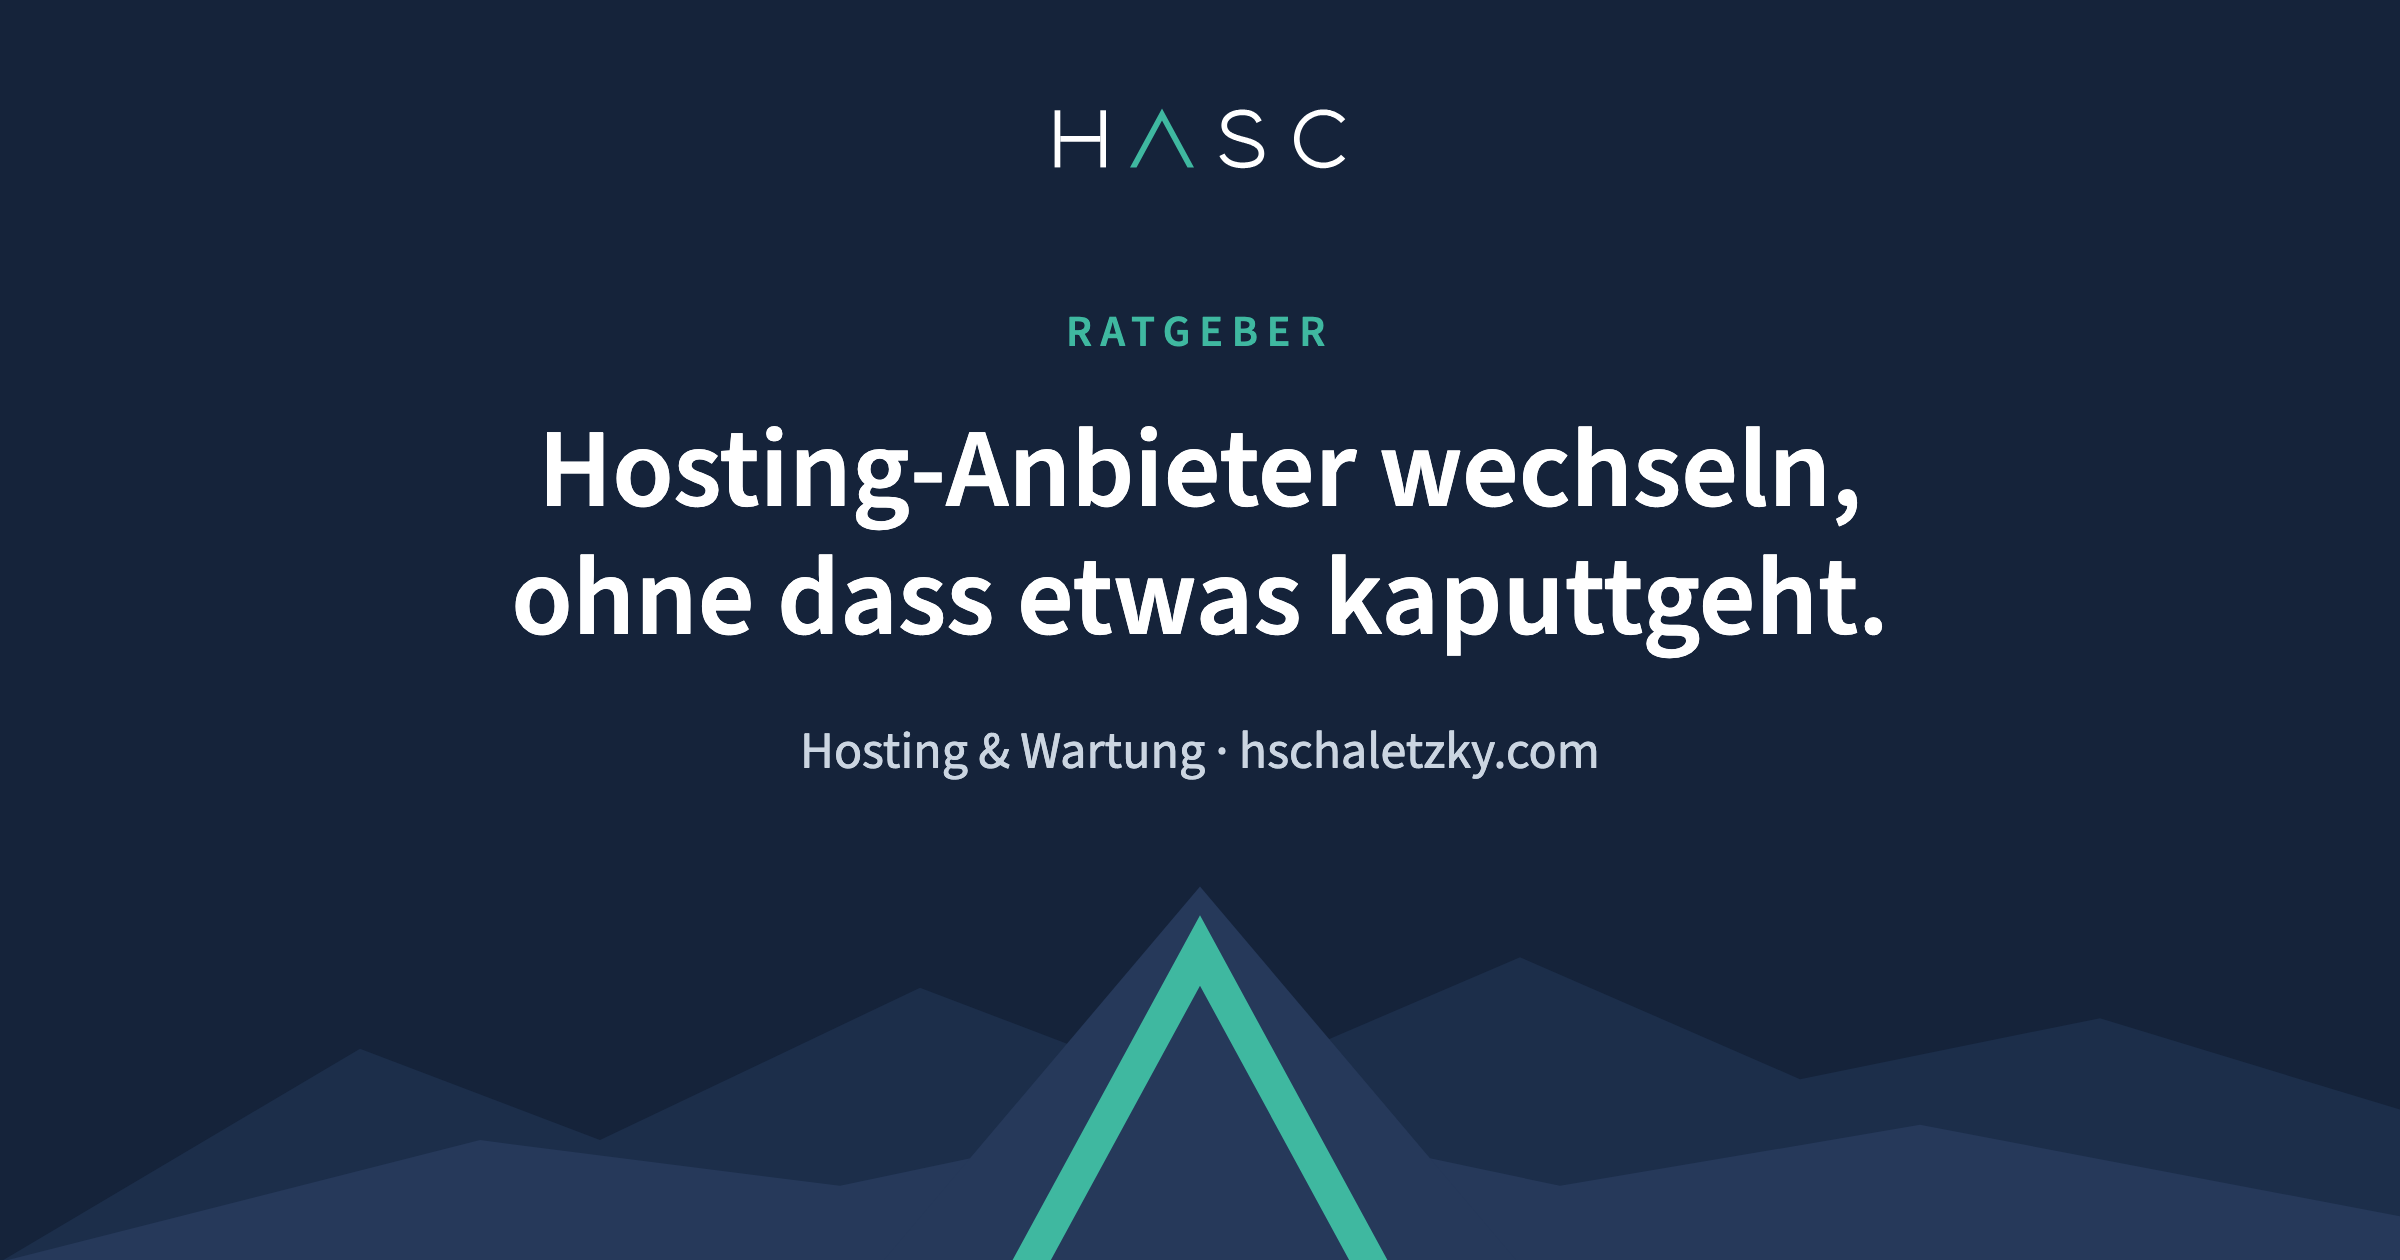 HASC
RATGEBER
Hosting-Anbieter wechseln,
ohne dass etwas kaputtgeht.
Hosting & Wartung · hschaletzky.com